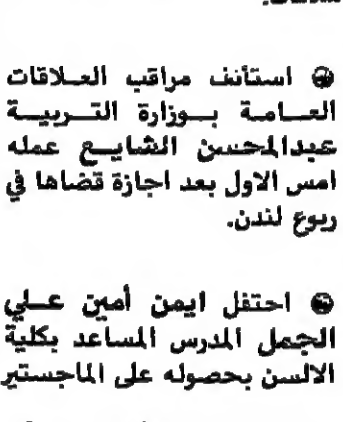 استأنف مراقب العلاقات
العامة بوزارة التربية
عبدالمحسن الشايع عمله
امس الاول بعد اجازة قضاها في
ربوع لندن.
احتفل ايمن أمين علي
الجمل المدرس المساعد بكلية
الالسن بحصوله على الماجستير